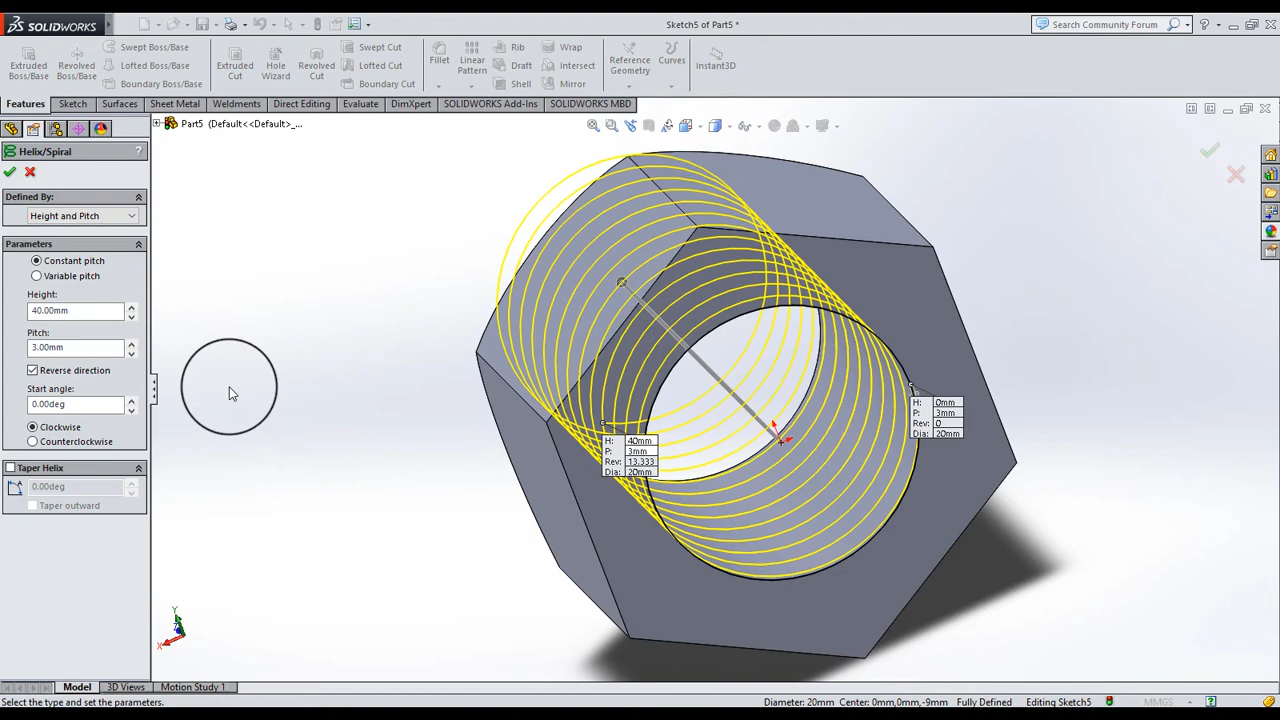 SOLIDWORKS
Sketch5 of Part5 *
Search Community Forum
?
Extruded Boss/Base
Revolved Boss/Base
Swept Boss/Base
Lofted Boss/Base
Boundary Boss/Base
Extruded Cut
Hole Wizard
Revolved Cut
Swept Cut
Lofted Cut
Boundary Cut
Fillet
Linear Pattern
Rib
Draft
Shell
Wrap
Intersect
Mirror
Reference Geometry
Curves
Instant3D
Features
Sketch
Surfaces
Sheet Metal
Weldments
Direct Editing
Evaluate
DimXpert
SOLIDWORKS Add-Ins
SOLIDWORKS MBD
Part5 (Default<<Default>_...
Helix/Spiral
?
Defined By:
Height and Pitch
Parameters
Constant pitch
Variable pitch
Height:
40.00mm
Pitch:
3.00mm
Reverse direction
Start angle:
0.00deg
Clockwise
Counterclockwise
Taper Helix
0.00deg
Taper outward
H: 0mm
P: 3mm
Rev: 0
Dia: 20mm
H: 40mm
P: 3mm
Rev: 13.333
Dia: 20mm
Y
Z
X
Model
3D Views
Motion Study 1
Select the type and set the parameters.
Diameter: 20mm Center: 0mm,0mm,-9mm
Fully Defined
Editing Sketch5
MMGS
?